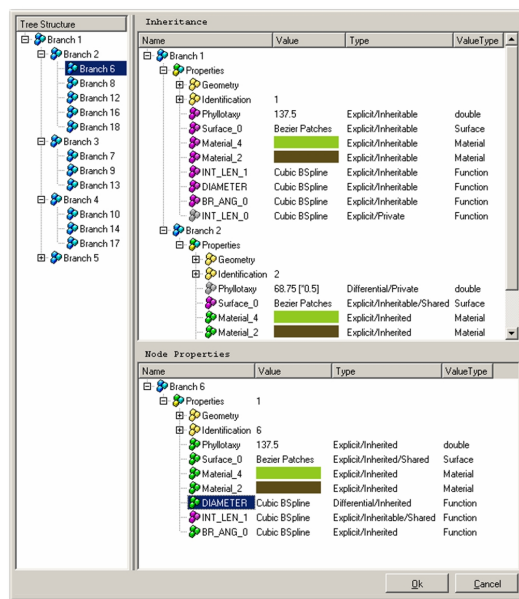 Tree Structure
Branch 1
Branch 2
Branch 6
Branch 8
Branch 12
Branch 16
Branch 18
Branch 3
Branch 7
Branch 9
Branch 13
Branch 4
Branch 10
Branch 14
Branch 17
Branch 5
Inheritance
Name Value Type ValueType
Branch 1
Properties
Geometry
Identification 1
Phyllotaxy 137.5 Explicit/Inheritable double
Surface_0 Bezier Patches Explicit/Inheritable Surface
Material_4 Explicit/Inheritable Material
Material_2 Explicit/Inheritable Material
INT_LEN_1 Cubic BSpline Explicit/Inheritable Function
DIAMETER Cubic BSpline Explicit/Inheritable Function
BR_ANG_0 Cubic BSpline Explicit/Inheritable Function
INT_LEN_0 Cubic BSpline Explicit/Private Function
Branch 2
Properties
Geometry
Identification 2
Phyllotaxy 68.75 [*0.5] Differential/Private double
Surface_0 Bezier Patches Explicit/Inheritable/Shared Surface
Material_4 Explicit/Inherited Material
Material_2 Explicit/Inherited Material
Node Properties
Name Value Type ValueType
Branch 6
Properties 1
Geometry
Identification 6
Phyllotaxy 137.5 Explicit/Inherited double
Surface_0 Bezier Patches Explicit/Inherited/Shared Surface
Material_4 Explicit/Inherited Material
Material_2 Explicit/Inherited Material
DIAMETER Cubic BSpline Differential/Inherited Function
INT_LEN_1 Cubic BSpline Explicit/Inheritable/Shared Function
BR_ANG_0 Cubic BSpline Explicit/Inherited Function
Ok Cancel